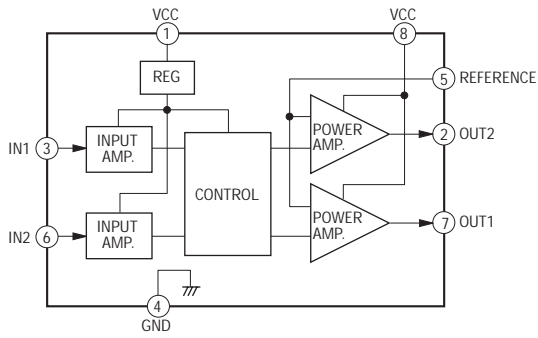 VCC
1
VCC
8
REG
5 REFERENCE
IN1 3
INPUT
AMP.
POWER
AMP.
2 OUT2
CONTROL
IN2 6
INPUT
AMP.
POWER
AMP.
7 OUT1
4
GND